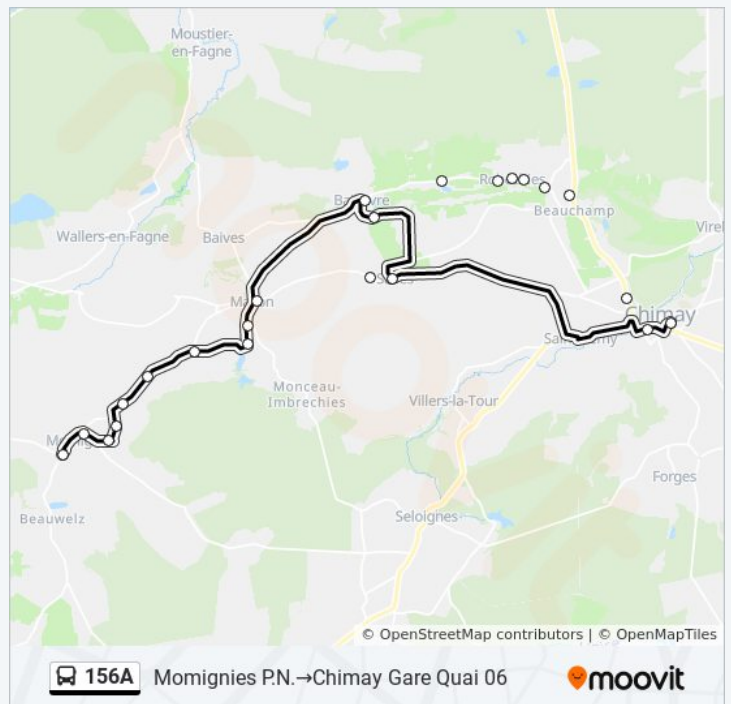 Moustier-
en-Fagne
Beauchamp
Wallers-en-Fagne
Baives
Chimay
Monceau-
Imbrechies
Villers-la-Tour
Forges
Beauwelz
Seloignes
© OpenStreetMap contributors | © OpenMapTiles
156A
Momignies P.N.→Chimay Gare Quai 06
moovit